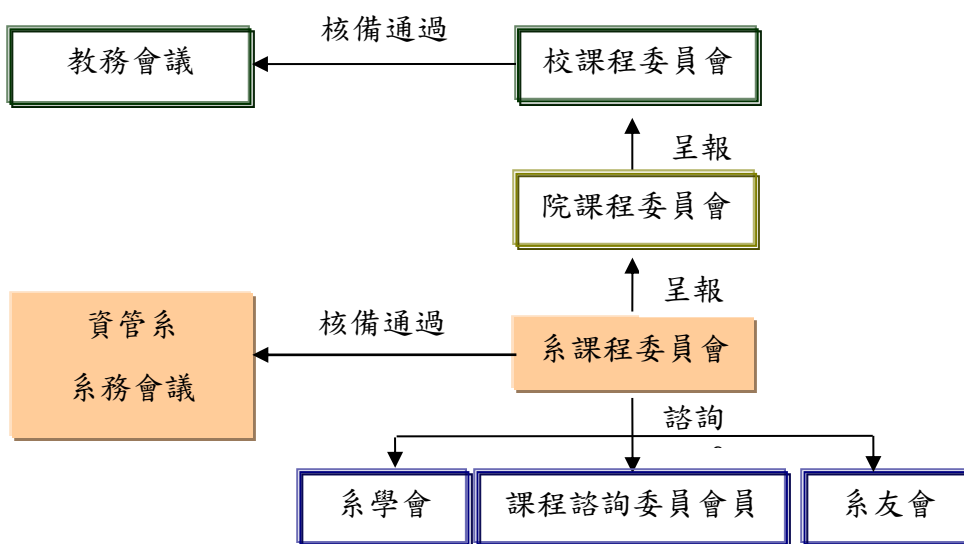 核備通過
教務會議
校課程委員會
呈報
院課程委員會
呈報
資管系
系務會議
核備通過
系課程委員會
諮詢
系學會
課程諮詢委員會員
系友會